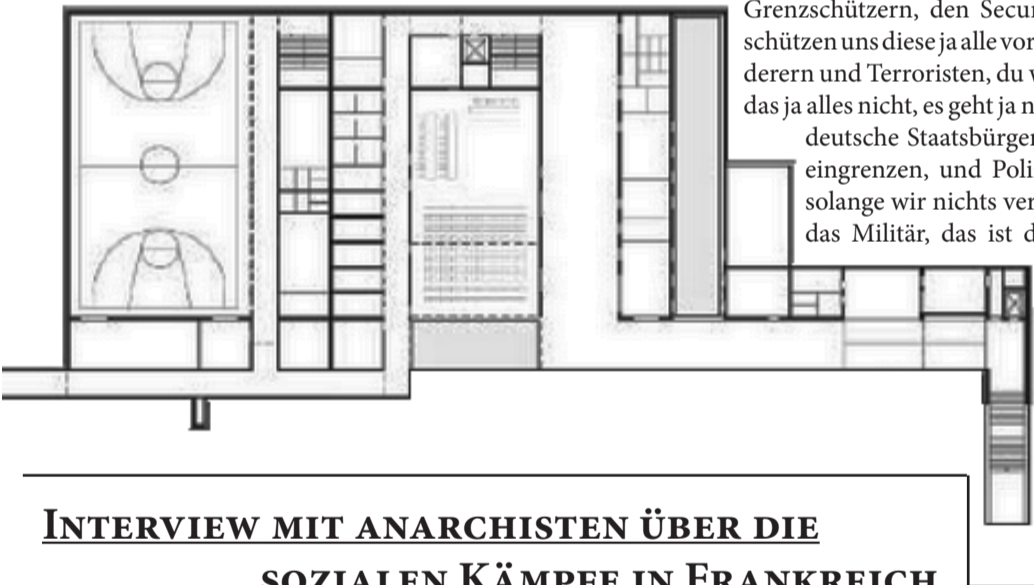 Grenzschützern, den Secur
schützen uns diese ja alle vor
derern und Terroristen, du w
das ja alles nicht, es geht ja n
deutsche Staatsbürger
eingrenzen, und Poli
solange wir nichts ver
das Militär, das ist d
Interview mit anarchisten über die
sozialen Kämpfe in Frankreich